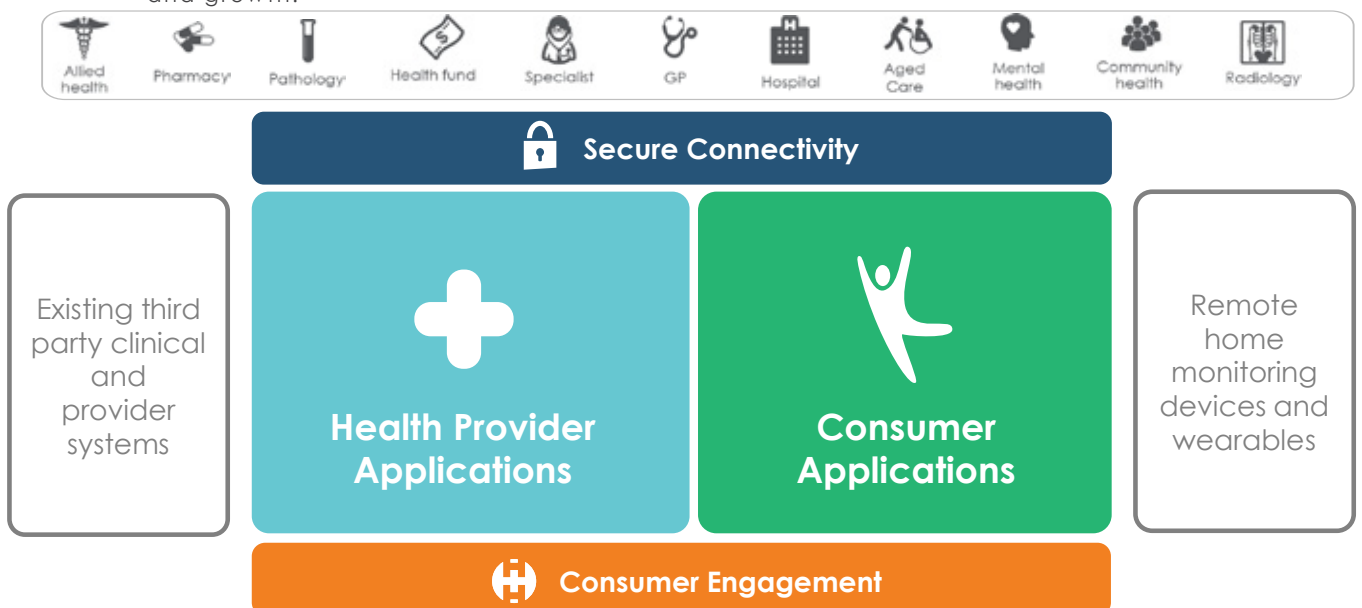 and growth.
Allied
health
Pharmacy
Pathology
Health fund
Specialist
GP
Hospital
Aged
Care
Mental
health
Community
health
Radiology
Secure Connectivity
Existing third
party clinical
and
provider
systems
Health Provider
Applications
Consumer
Applications
Remote
home
monitoring
devices and
wearables
Consumer Engagement